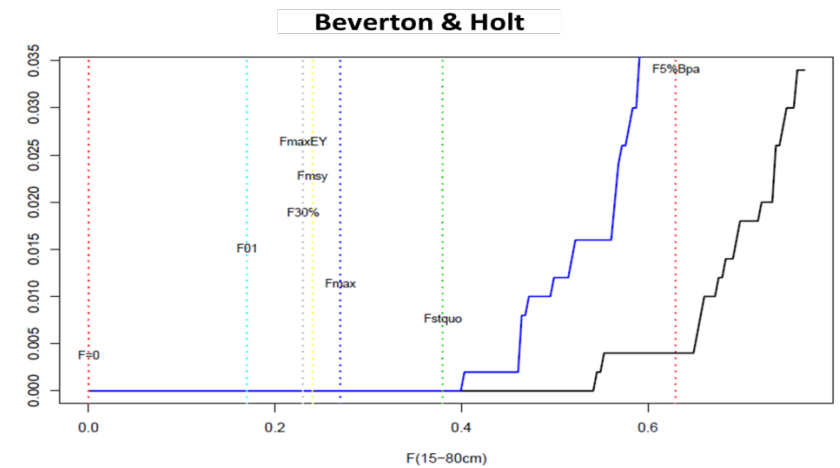 Beverton & Holt
0.035
0.030
0.025
0.020
0.015
0.010
0.005
0.000
F5%Bpa
FmaxEY
Fmsy
F30%
F01
Fmax
Fstquo
F=0
0.0 0.2 0.4 0.6
F(15−80cm)